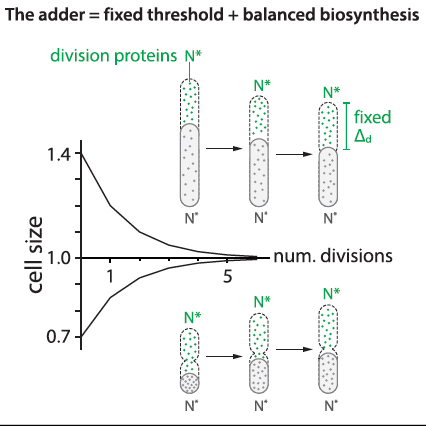 The adder = fixed threshold + balanced biosynthesis
division proteins N*
N*
N*
fixed
Δd
N*
N*
N*
1.4
1.0
0.7
cell size
1
5
num. divisions
N*
N*
N*
N*
N*
N*